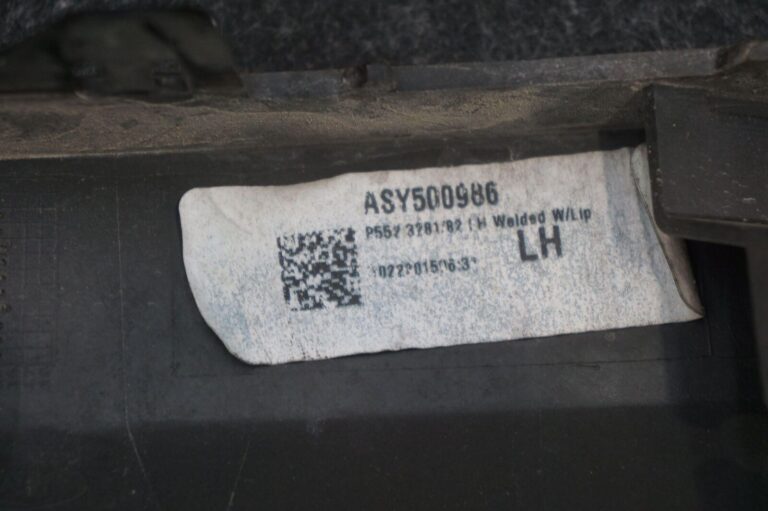 ASY500986
P552 3281/82 LH Welded W/Lip
LH